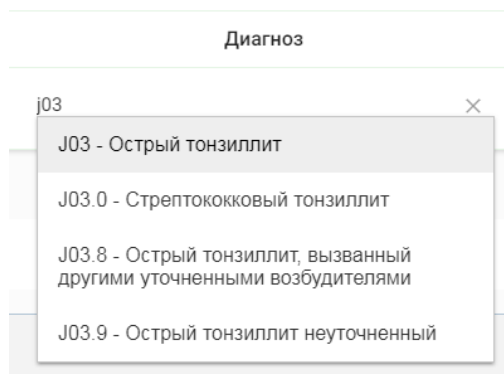 Диагноз
j03
J03 - Острый тонзиллит
J03.0 - Стрептококковый тонзиллит
J03.8 - Острый тонзиллит, вызванный
другими уточненными возбудителями
J03.9 - Острый тонзиллит неуточненный